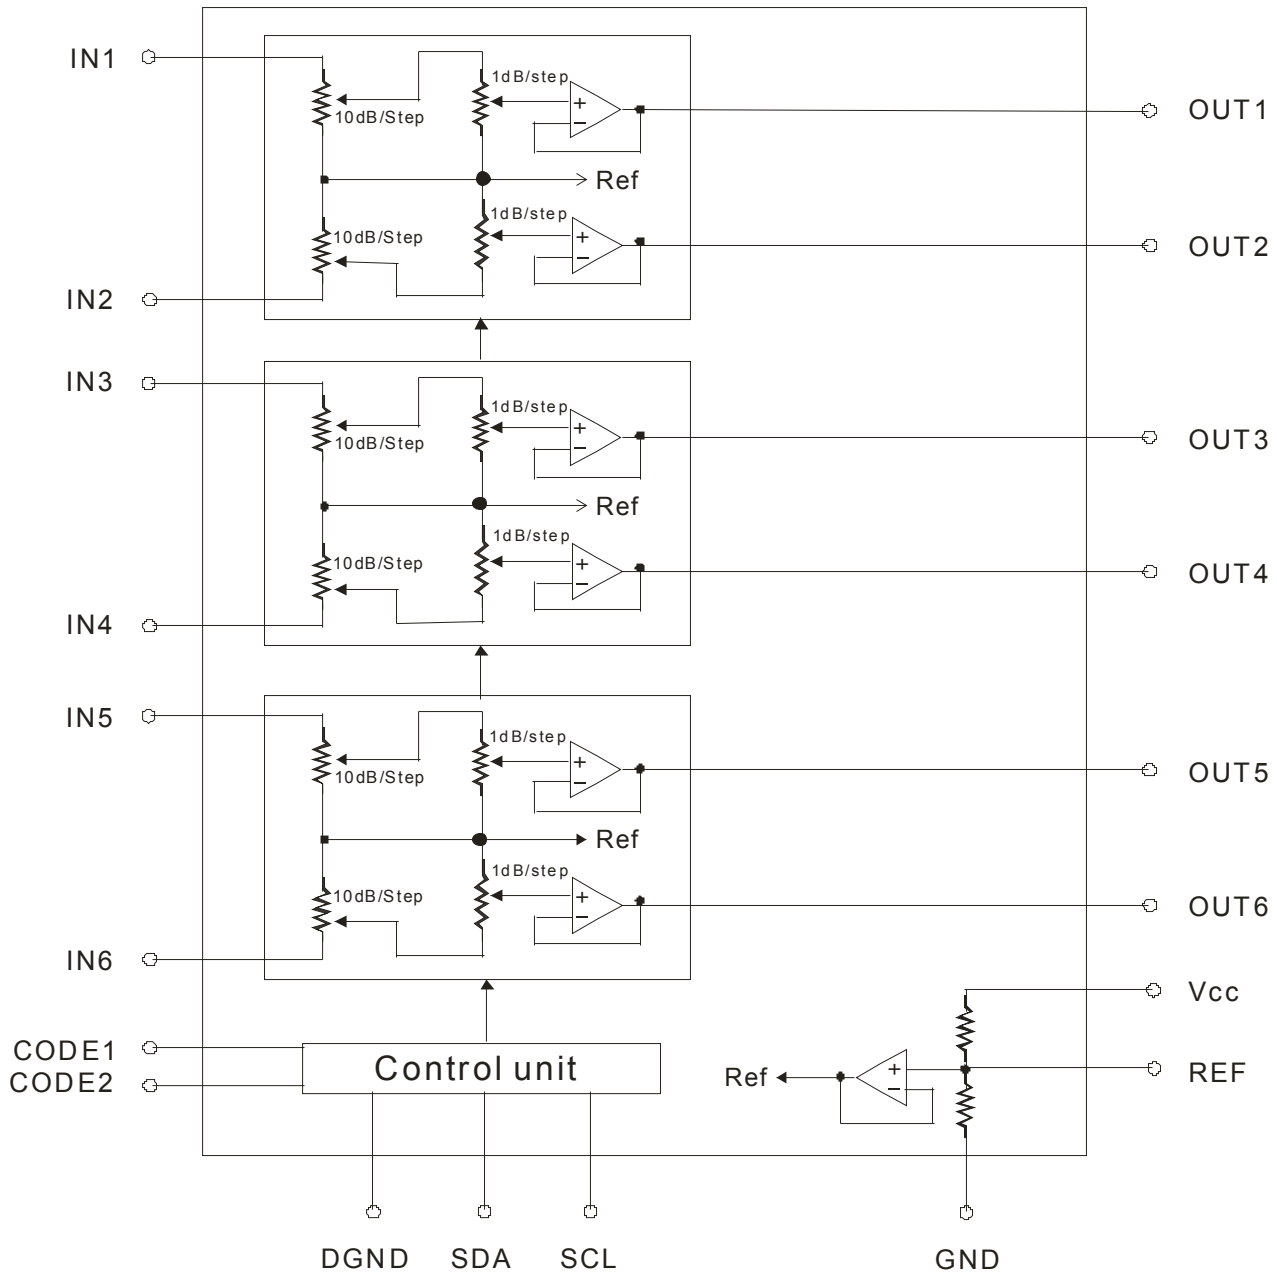 IN1
1dB/step
+
10dB/Step
−
OUT1
Ref
1dB/step
10dB/Step
+
−
OUT2
IN2
IN3
1dB/step
+
10dB/Step
−
OUT3
Ref
1dB/step
10dB/Step
+
−
OUT4
IN4
IN5
1dB/step
+
10dB/Step
−
OUT5
Ref
1dB/step
10dB/Step
+
−
OUT6
IN6
Vcc
CODE1
CODE2
Control unit
Ref
+
−
REF
DGND
SDA
SCL
GND